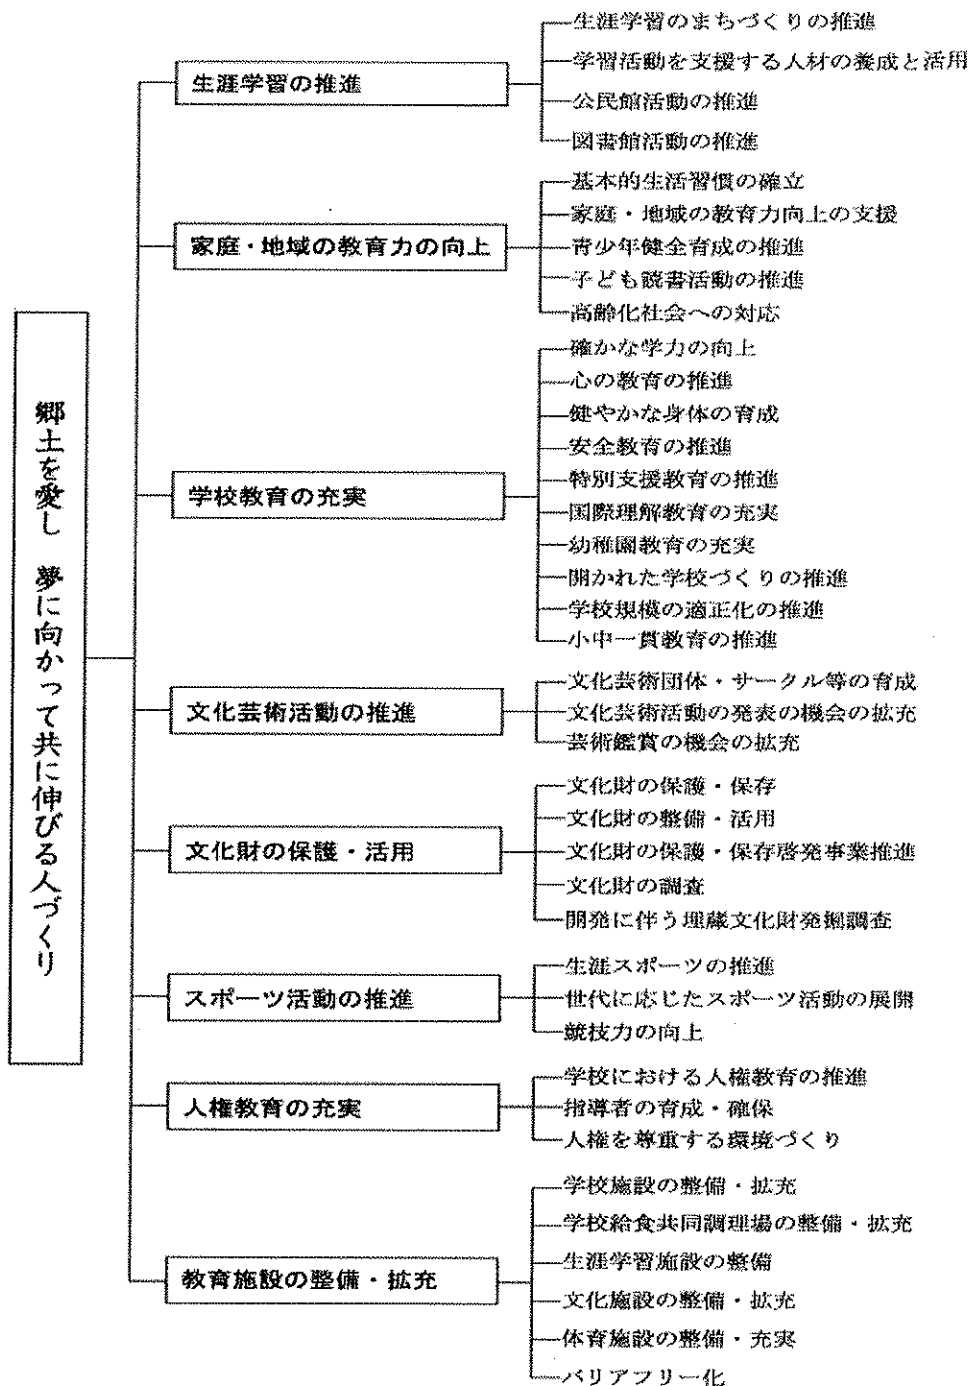 郷土を愛し　夢に向かって共に伸びる人づくり
生涯学習の推進
生涯学習のまちづくりの推進
学習活動を支援する人材の養成と活用
公民館活動の推進
図書館活動の推進
家庭・地域の教育力の向上
基本的生活習慣の確立
家庭・地域の教育力向上の支援
青少年健全育成の推進
子ども読書活動の推進
高齢化社会への対応
学校教育の充実
確かな学力の向上
心の教育の推進
健やかな身体の育成
安全教育の推進
特別支援教育の推進
国際理解教育の充実
幼稚園教育の充実
開かれた学校づくりの推進
学校規模の適正化の推進
小中一貫教育の推進
文化芸術活動の推進
文化芸術団体・サークル等の育成
文化芸術活動の発表の機会の拡充
芸術鑑賞の機会の拡充
文化財の保護・活用
文化財の保護・保存
文化財の整備・活用
文化財の保護・保存啓発事業推進
文化財の調査
開発に伴う埋蔵文化財発掘調査
スポーツ活動の推進
生涯スポーツの推進
世代に応じたスポーツ活動の展開
競技力の向上
人権教育の充実
学校における人権教育の推進
指導者の育成・確保
人権を尊重する環境づくり
教育施設の整備・拡充
学校施設の整備・拡充
学校給食共同調理場の整備・拡充
生涯学習施設の整備
文化施設の整備・拡充
体育施設の整備・充実
バリアフリー化